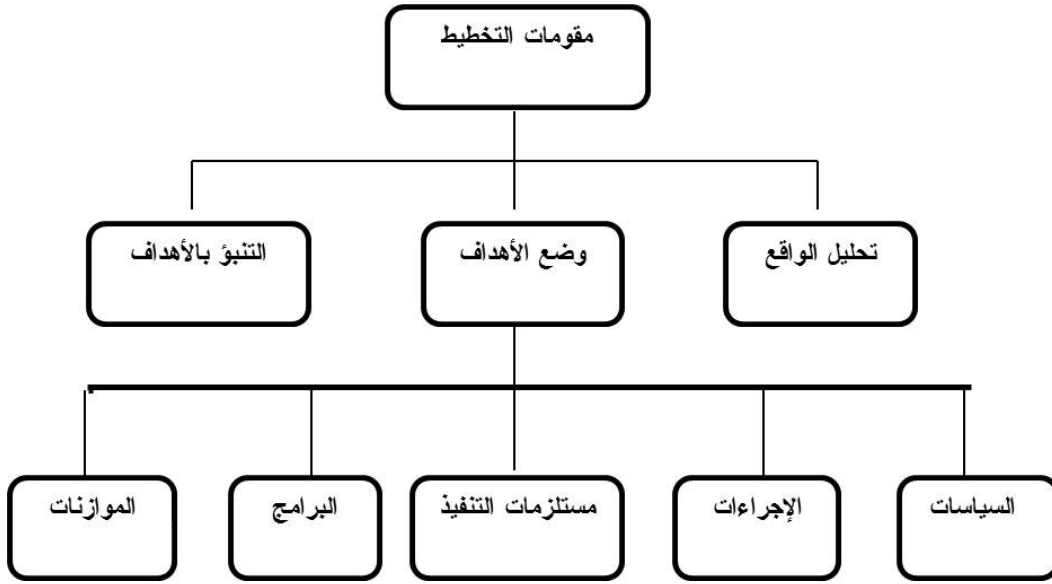 مقومات التخطيط
تحليل الواقع
وضع الأهداف
التنبؤ بالأهداف
السياسات
الإجراءات
مستلزمات التنفيذ
البرامج
الموازنات